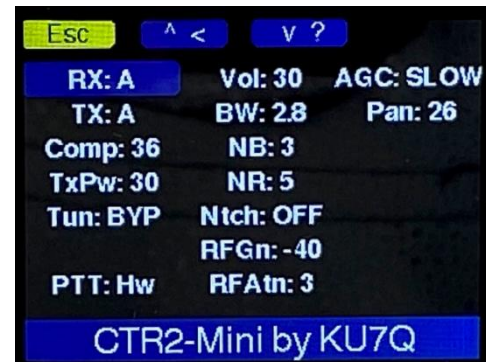 Esc ^ < v ?
RX: A Vol: 30 AGC: SLOW
TX: A BW: 2.8 Pan: 26
Comp: 36 NB: 3
TxPw: 30 NR: 5
Tun: BYP Ntch: OFF
RFGn: -40
PTT: Hw RFAtn: 3
CTR2-Mini by KU7Q